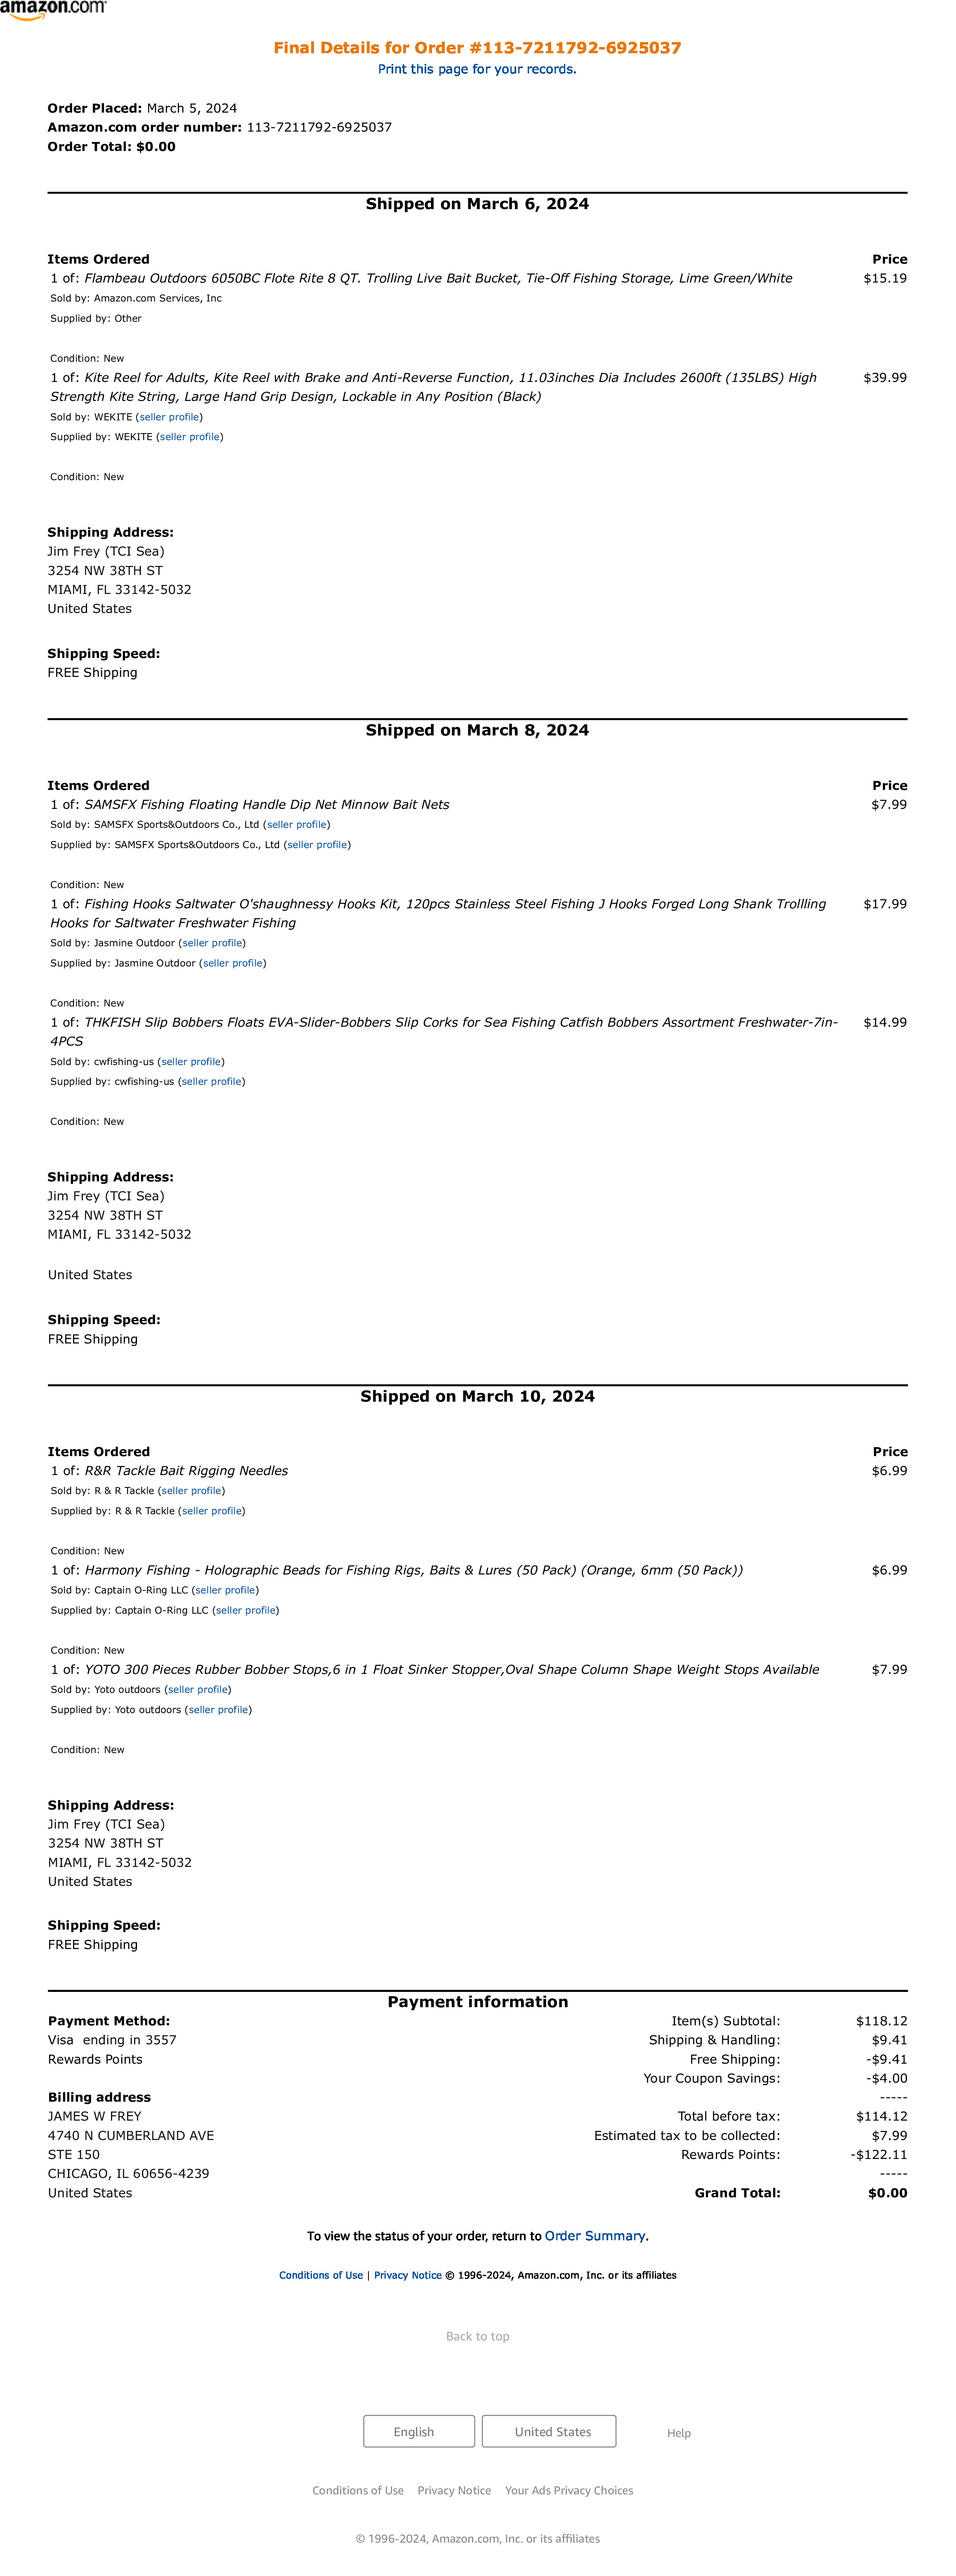 amazon.com
Final Details for Order #113-7211792-6925037
Print this page for your records.
Order Placed: March 5, 2024
Amazon.com order number: 113-7211792-6925037
Order Total: $0.00
Shipped on March 6, 2024
Items Ordered Price
1 of: Flambeau Outdoors 6050BC Flote Rite 8 QT. Trolling Live Bait Bucket, Tie-Off Fishing Storage, Lime Green/White $15.19
Sold by: Amazon.com Services, Inc
Supplied by: Other
Condition: New
1 of: Kite Reel for Adults, Kite Reel with Brake and Anti-Reverse Function, 11.03inches Dia Includes 2600ft (135LBS) High $39.99
Strength Kite String, Large Hand Grip Design, Lockable in Any Position (Black)
Sold by: WEKITE (seller profile)
Supplied by: WEKITE (seller profile)
Condition: New
Shipping Address:
Jim Frey (TCI Sea)
3254 NW 38TH ST
MIAMI, FL 33142-5032
United States
Shipping Speed:
FREE Shipping
Shipped on March 8, 2024
Items Ordered Price
1 of: SAMSFX Fishing Floating Handle Dip Net Minnow Bait Nets $7.99
Sold by: SAMSFX Sports&Outdoors Co., Ltd (seller profile)
Supplied by: SAMSFX Sports&Outdoors Co., Ltd (seller profile)
Condition: New
1 of: Fishing Hooks Saltwater O'shaughnessy Hooks Kit, 120pcs Stainless Steel Fishing J Hooks Forged Long Shank Trollling $17.99
Hooks for Saltwater Freshwater Fishing
Sold by: Jasmine Outdoor (seller profile)
Supplied by: Jasmine Outdoor (seller profile)
Condition: New
1 of: THKFISH Slip Bobbers Floats EVA-Slider-Bobbers Slip Corks for Sea Fishing Catfish Bobbers Assortment Freshwater-7in- $14.99
4PCS
Sold by: cwfishing-us (seller profile)
Supplied by: cwfishing-us (seller profile)
Condition: New
Shipping Address:
Jim Frey (TCI Sea)
3254 NW 38TH ST
MIAMI, FL 33142-5032
United States
Shipping Speed:
FREE Shipping
Shipped on March 10, 2024
Items Ordered Price
1 of: R&R Tackle Bait Rigging Needles $6.99
Sold by: R & R Tackle (seller profile)
Supplied by: R & R Tackle (seller profile)
Condition: New
1 of: Harmony Fishing - Holographic Beads for Fishing Rigs, Baits & Lures (50 Pack) (Orange, 6mm (50 Pack)) $6.99
Sold by: Captain O-Ring LLC (seller profile)
Supplied by: Captain O-Ring LLC (seller profile)
Condition: New
1 of: YOTO 300 Pieces Rubber Bobber Stops,6 in 1 Float Sinker Stopper,Oval Shape Column Shape Weight Stops Available $7.99
Sold by: Yoto outdoors (seller profile)
Supplied by: Yoto outdoors (seller profile)
Condition: New
Shipping Address:
Jim Frey (TCI Sea)
3254 NW 38TH ST
MIAMI, FL 33142-5032
United States
Shipping Speed:
FREE Shipping
Payment information
Payment Method: Item(s) Subtotal: $118.12
Visa ending in 3557 Shipping & Handling: $9.41
Rewards Points Free Shipping: -$9.41
Your Coupon Savings: -$4.00
Billing address -----
JAMES W FREY Total before tax: $114.12
4740 N CUMBERLAND AVE Estimated tax to be collected: $7.99
STE 150 Rewards Points: -$122.11
CHICAGO, IL 60656-4239 -----
United States Grand Total: $0.00
To view the status of your order, return to Order Summary.
Conditions of Use | Privacy Notice © 1996-2024, Amazon.com, Inc. or its affiliates
Back to top
English United States Help
Conditions of Use Privacy Notice Your Ads Privacy Choices
© 1996-2024, Amazon.com, Inc. or its affiliates